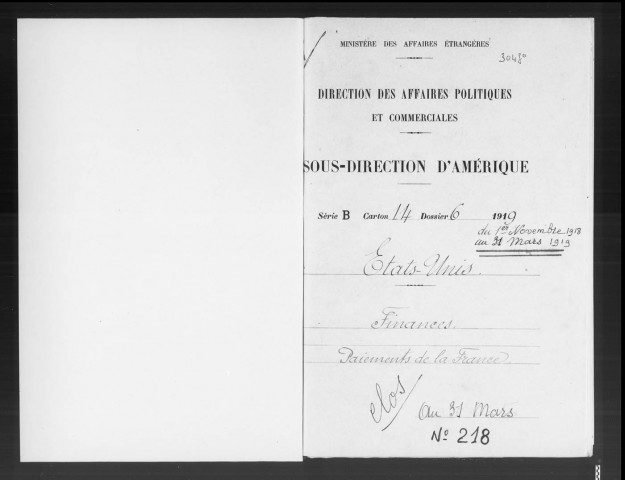 MINISTÈRE DES AFFAIRES ÉTRANGÈRES
DIRECTION DES AFFAIRES POLITIQUES
ET COMMERCIALES
SOUS-DIRECTION D'AMÉRIQUE
Série B Carton 14 Dossier 6 1919
du 1er Novembre 1918
au 31 Mars 1919
Etats-Unis.
Finances.
Paiements de la France.
clos
Au 31 Mars
No 218